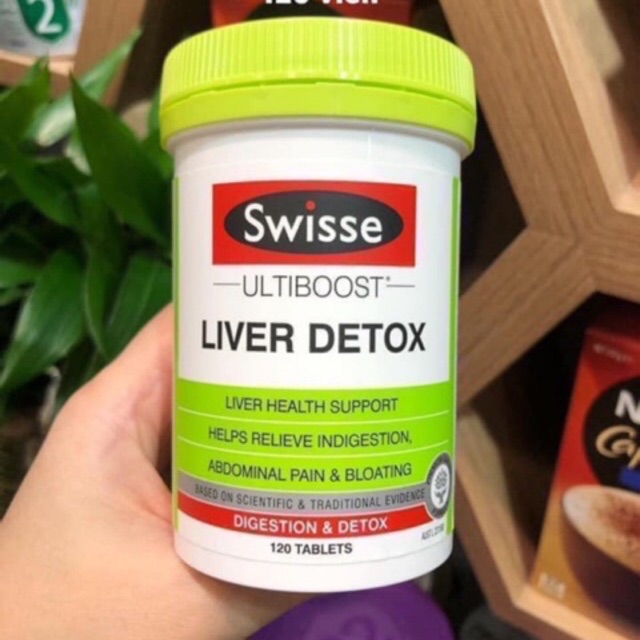 2
Swisse
ULTIBOOST
LIVER DETOX
LIVER HEALTH SUPPORT
HELPS RELIEVE INDIGESTION,
ABDOMINAL PAIN & BLOATING
BASED ON SCIENTIFIC & TRADITIONAL EVIDENCE
DIGESTION & DETOX
120 TABLETS